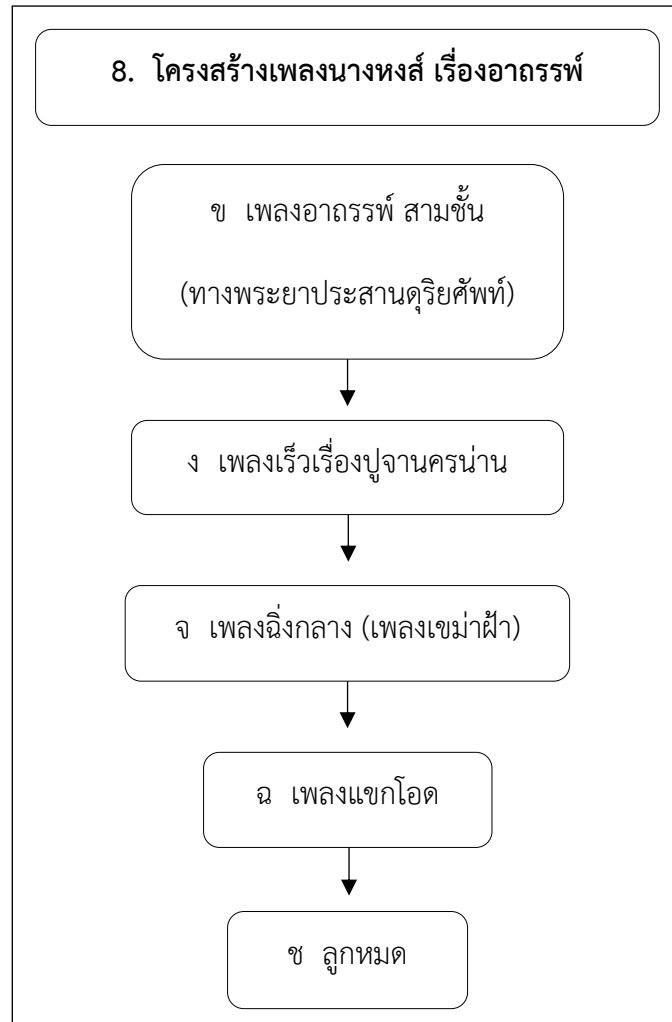 8. โครงสร้างเพลงนางหงส์ เรื่องอาถรรพ์
ข เพลงอาถรรพ์ สามชั้น
(ทางพระยาประสานดุริยศัพท์)
ง เพลงเร็วเรื่องปูจานครน่าน
จ เพลงฉิ่งกลาง (เพลงเขม่าฝ้า)
ฉ เพลงแขกโอด
ช ลูกหมด